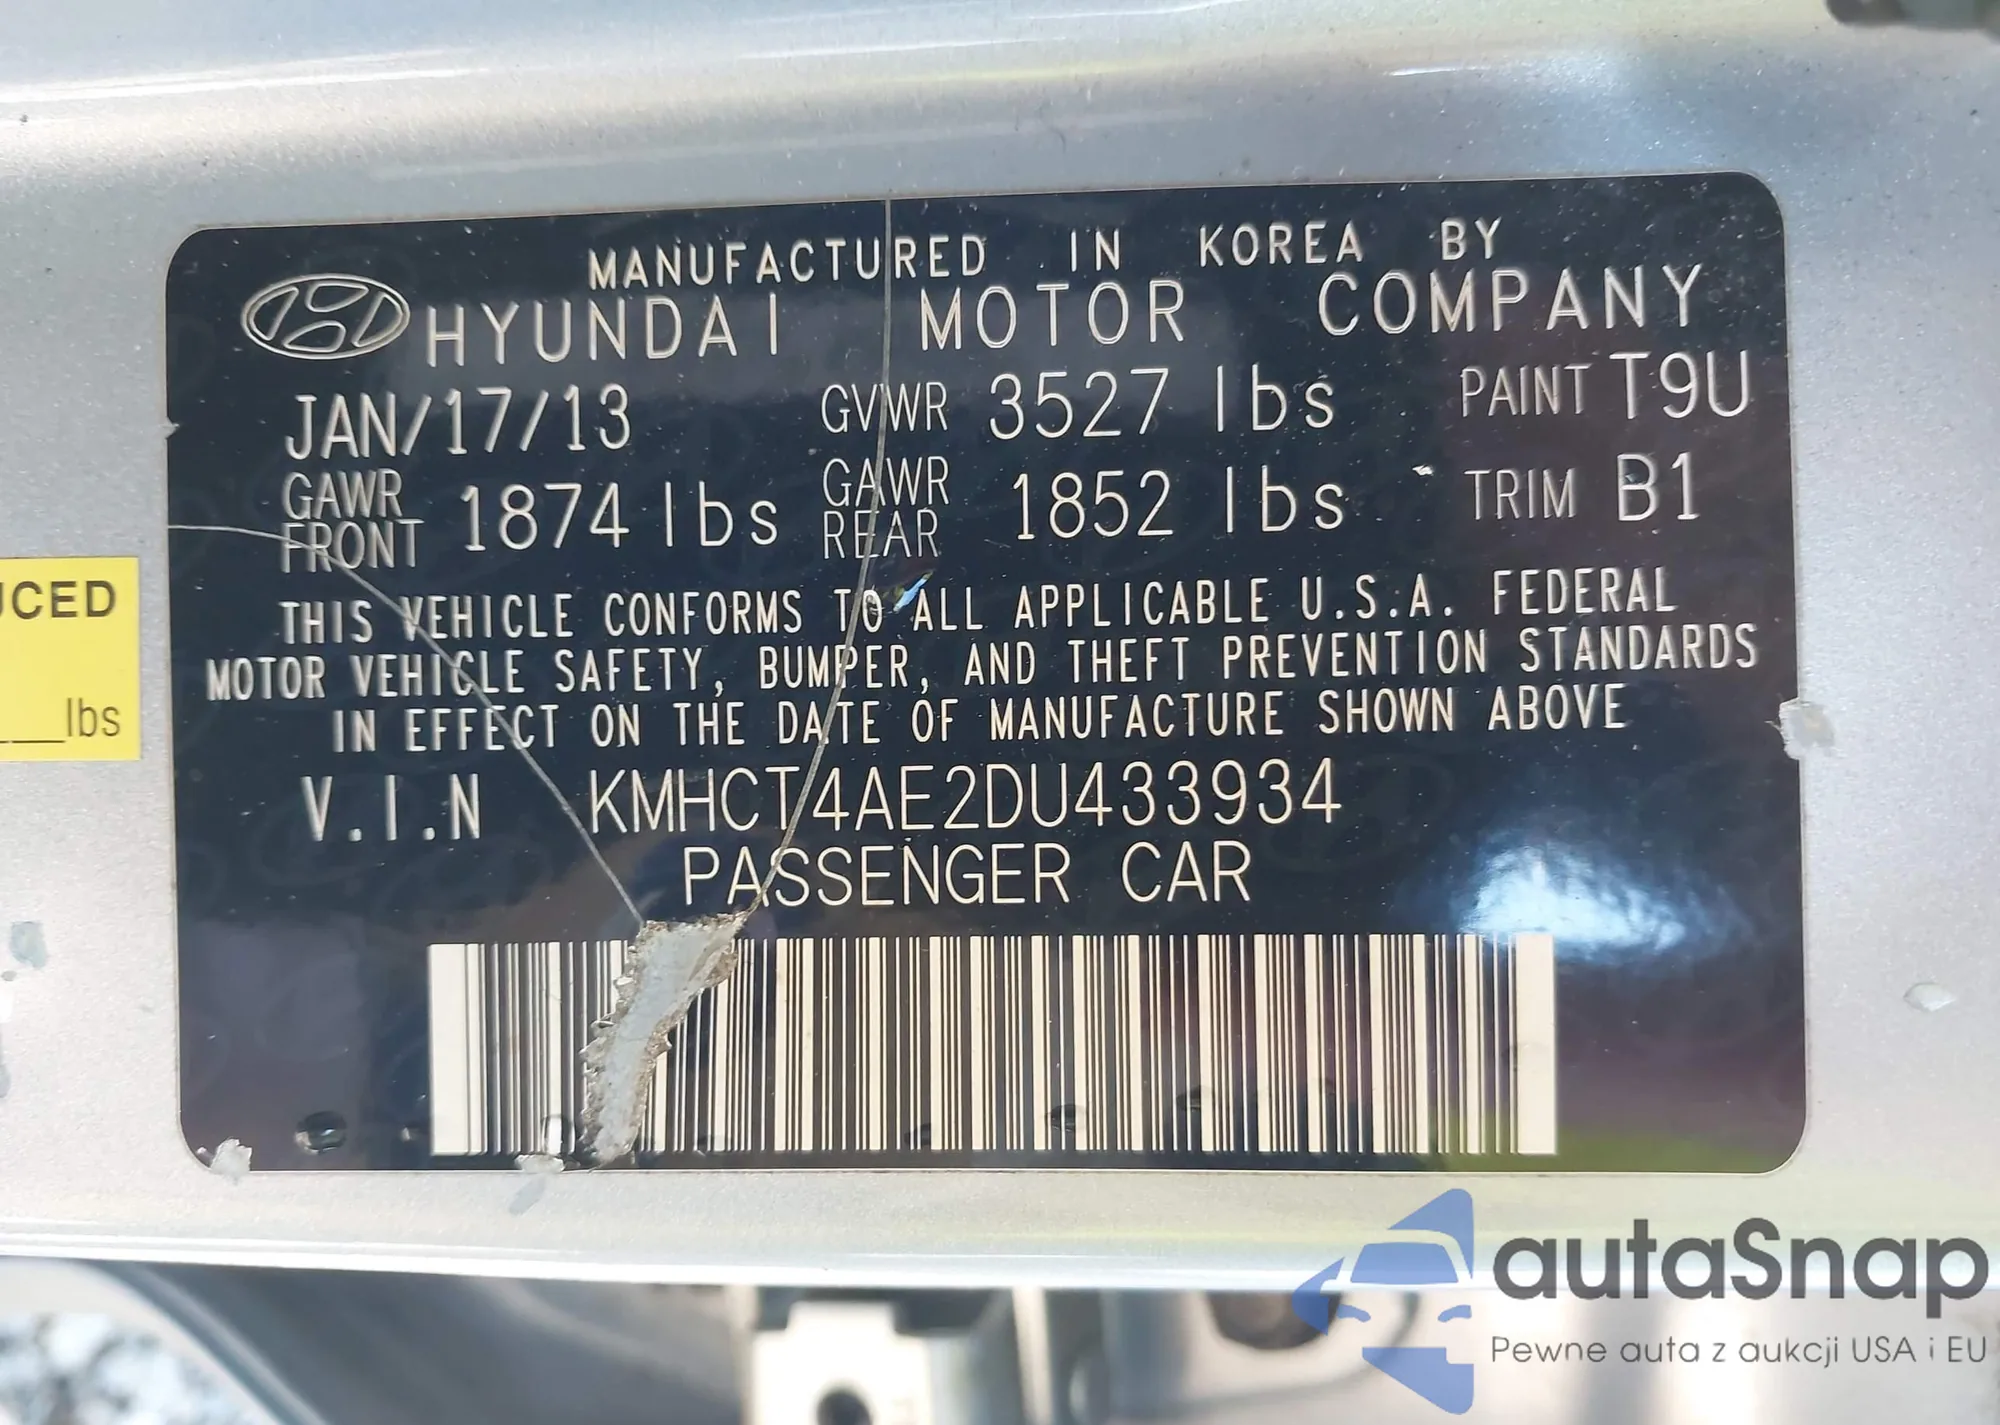 MANUFACTURED IN KOREA BY
HYUNDAI MOTOR COMPANY
JAN/17/13 GVWR 3527 lbs PAINT T9U
GAWR FRONT 1874 lbs GAWR REAR 1852 lbs TRIM B1
THIS VEHICLE CONFORMS TO ALL APPLICABLE U.S.A. FEDERAL
MOTOR VEHICLE SAFETY, BUMPER, AND THEFT PREVENTION STANDARDS
IN EFFECT ON THE DATE OF MANUFACTURE SHOWN ABOVE
V.I.N KMHCT4AE2DU433934
PASSENGER CAR
lbs
autaSnap
Pewne auta z aukcji USA i EU